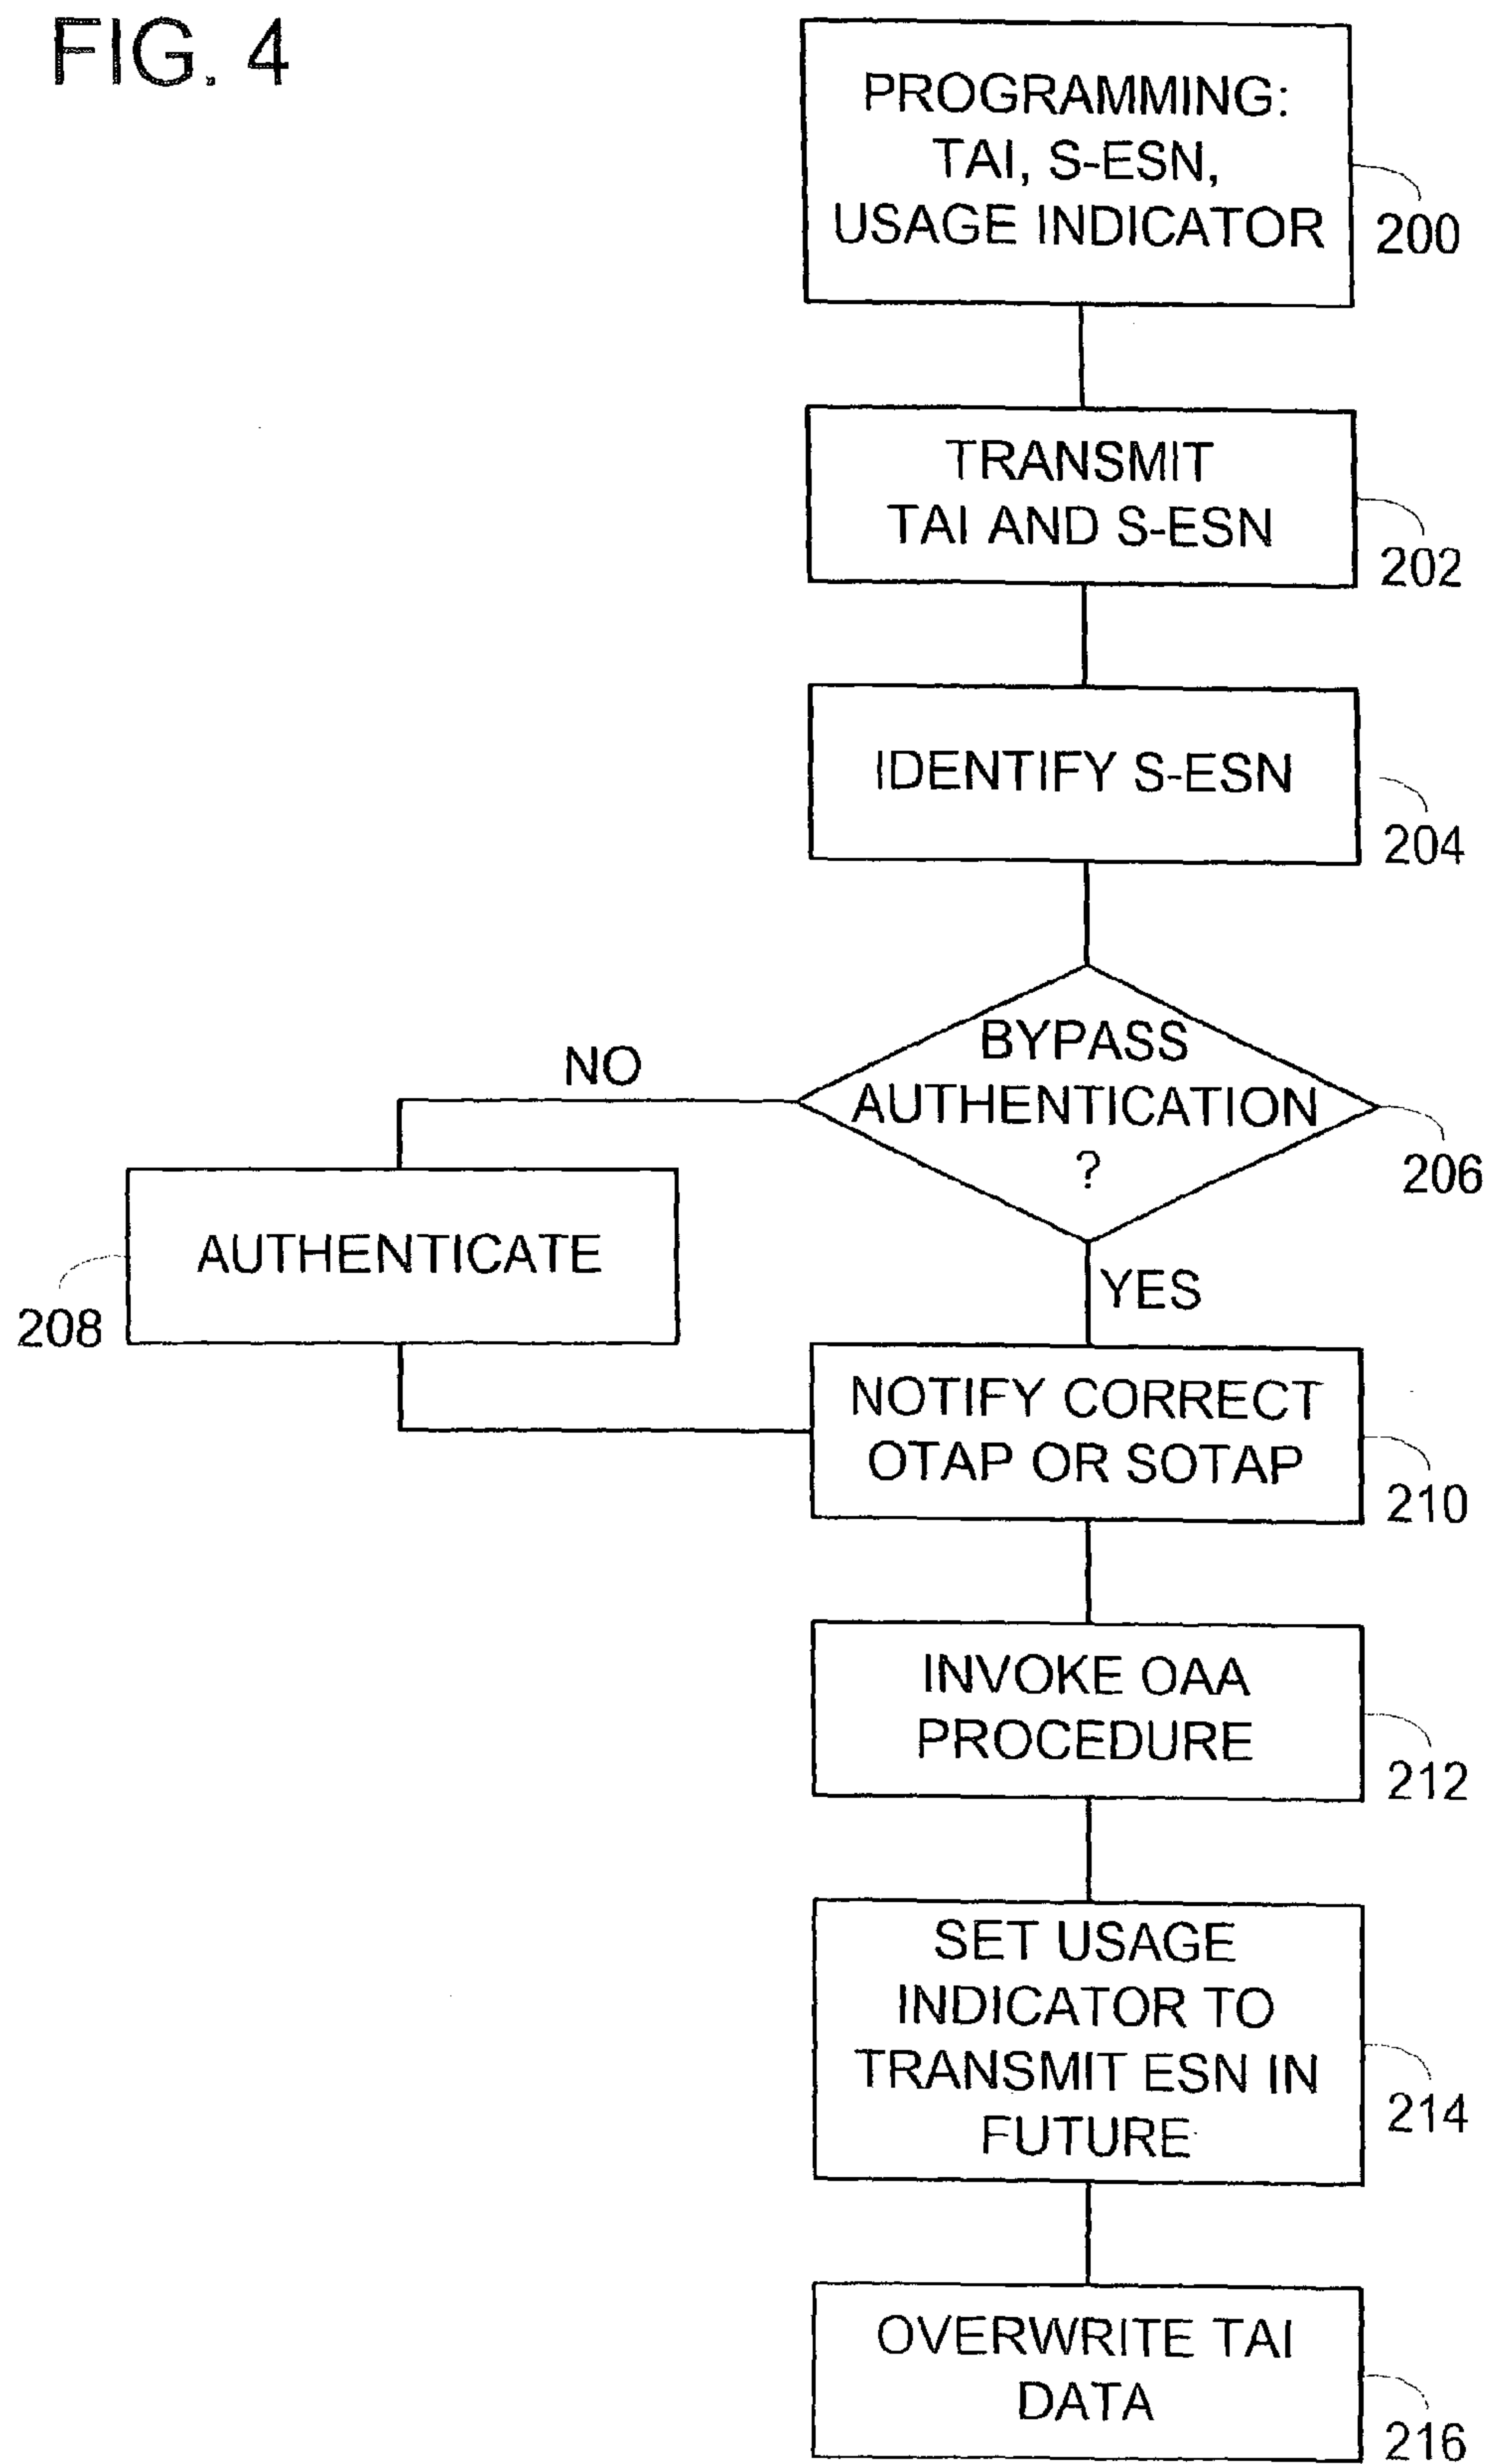 FIG. 4
PROGRAMMING:
TAI, S-ESN,
USAGE INDICATOR
200
TRANSMIT
TAI AND S-ESN
202
IDENTIFY S-ESN
204
BYPASS
AUTHENTICATION
?
206
NO
AUTHENTICATE
208
YES
NOTIFY CORRECT
OTAP OR SOTAP
210
INVOKE OAA
PROCEDURE
212
SET USAGE
INDICATOR TO
TRANSMIT ESN IN
FUTURE
214
OVERWRITE TAI
DATA
216